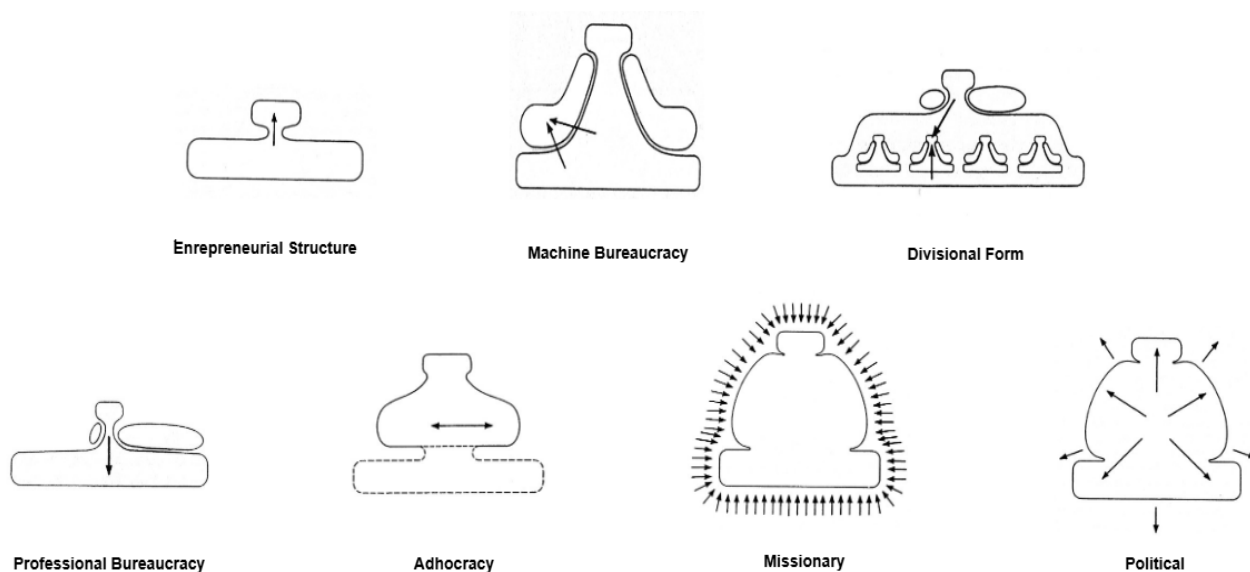 Enrepreneurial Structure
Machine Bureaucracy
Divisional Form
Professional Bureaucracy
Adhocracy
Missionary
Political